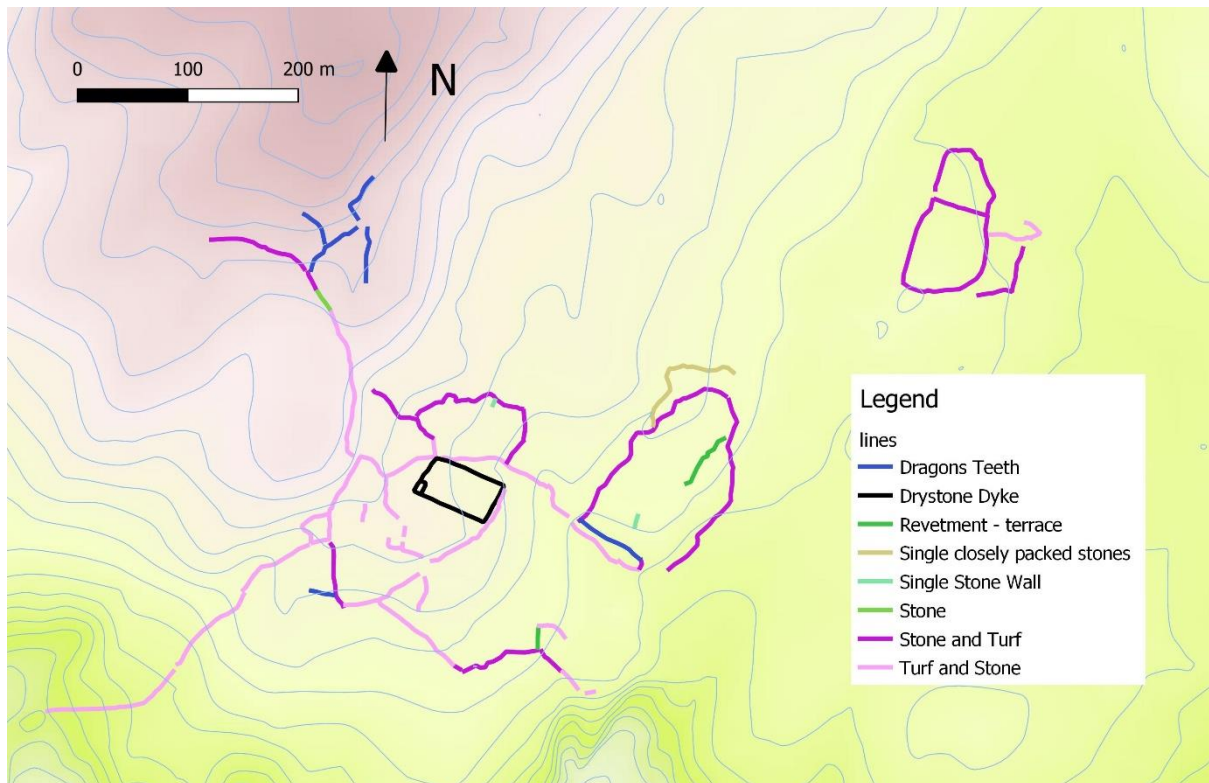 0 100 200 m
N
Legend
lines
Dragons Teeth
Drystone Dyke
Revetment - terrace
Single closely packed stones
Single Stone Wall
Stone
Stone and Turf
Turf and Stone